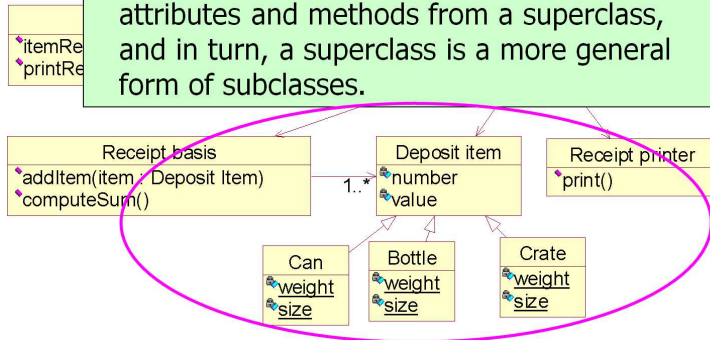 attributes and methods from a superclass,
and in turn, a superclass is a more general
form of subclasses.
itemRe
printRe
Receipt basis
addItem(item : Deposit Item)
computeSum()
1..*
Deposit item
number
value
Receipt printer
print()
Can
weight
size
Bottle
weight
size
Crate
weight
size